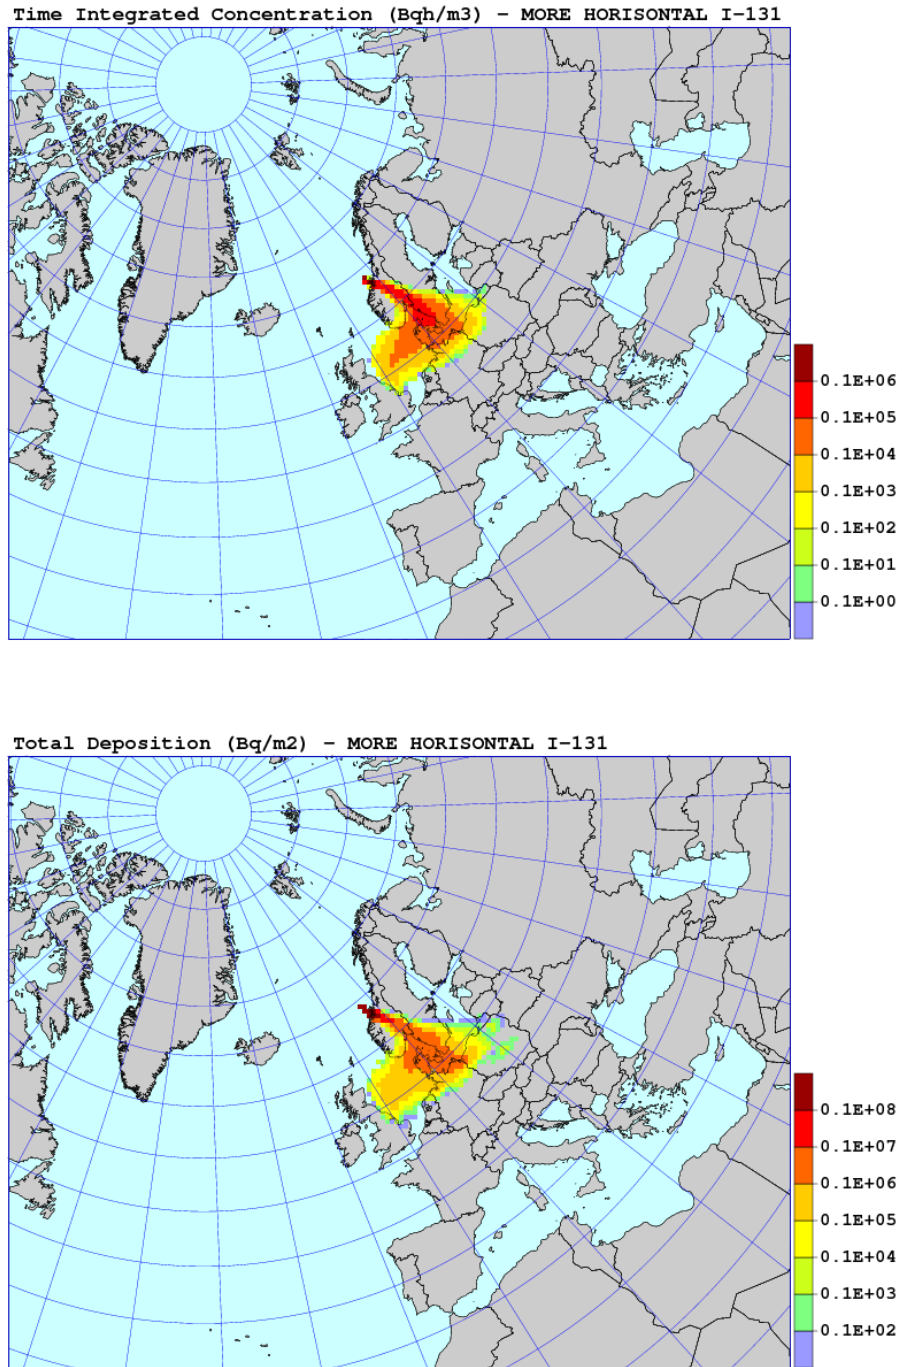 Time Integrated Concentration (Bqh/m3) – MORE HORISONTAL I–131
0.1E+06
0.1E+05
0.1E+04
0.1E+03
0.1E+02
0.1E+01
0.1E+00
Total Deposition (Bq/m2) – MORE HORISONTAL I–131
0.1E+08
0.1E+07
0.1E+06
0.1E+05
0.1E+04
0.1E+03
0.1E+02